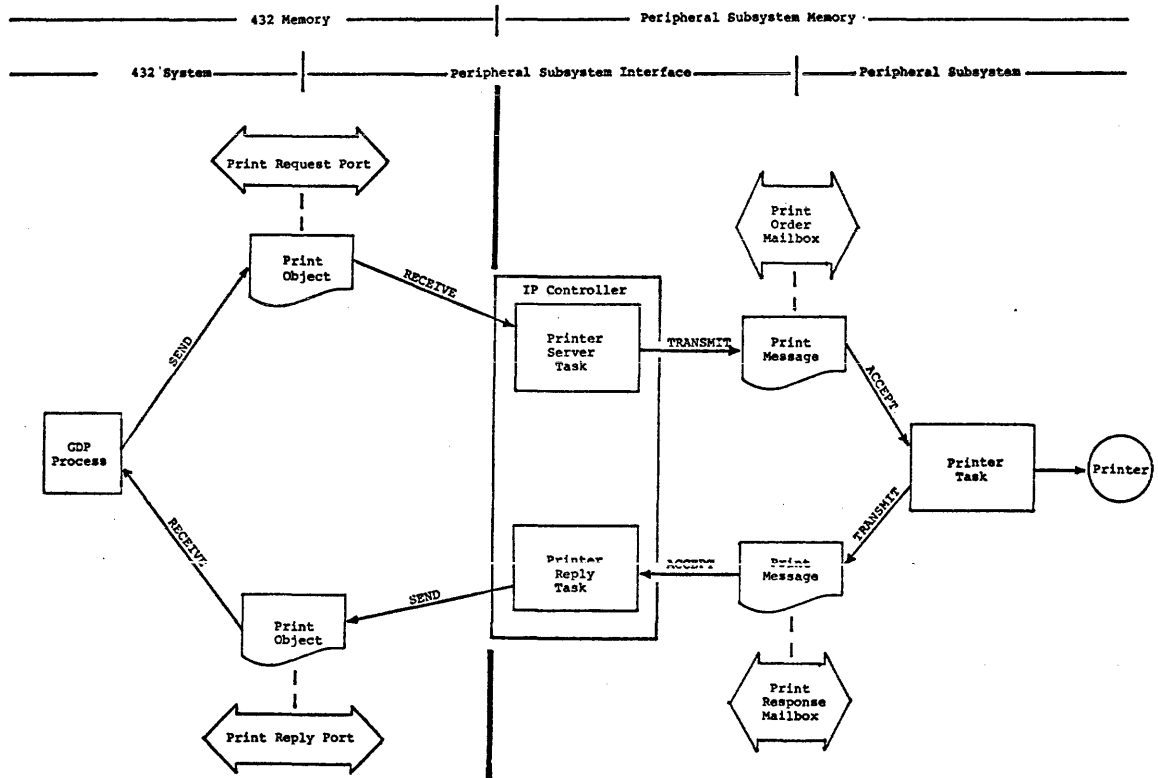 432 Memory
Peripheral Subsystem Memory
432 System
Peripheral Subsystem Interface
Peripheral Subsystem
Print Request Port
Print
Order
Mailbox
Print
Object
RECEIVE
IP Controller
Printer
Server
Task
TRANSMIT
Print
Message
SEND
ACCEPT
GDP
Process
Printer
Task
Printer
RECEIVE
TRANSMIT
Printer
Reply
Task
ACCEPT
Print
Message
SEND
Print
Object
Print
Response
Mailbox
Print Reply Port